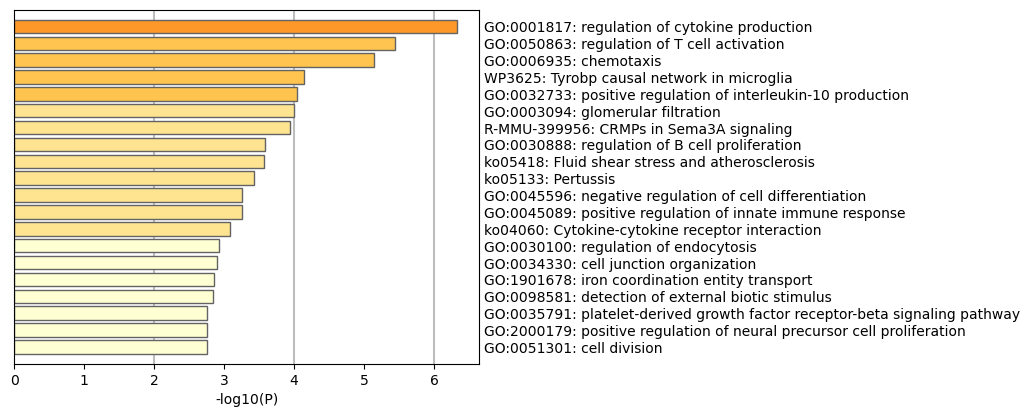 GO:0001817: regulation of cytokine production
GO:0050863: regulation of T cell activation
GO:0006935: chemotaxis
WP3625: Tyrobp causal network in microglia
GO:0032733: positive regulation of interleukin-10 production
GO:0003094: glomerular filtration
R-MMU-399956: CRMPs in Sema3A signaling
GO:0030888: regulation of B cell proliferation
ko05418: Fluid shear stress and atherosclerosis
ko05133: Pertussis
GO:0045596: negative regulation of cell differentiation
GO:0045089: positive regulation of innate immune response
ko04060: Cytokine-cytokine receptor interaction
GO:0030100: regulation of endocytosis
GO:0034330: cell junction organization
GO:1901678: iron coordination entity transport
GO:0098581: detection of external biotic stimulus
GO:0035791: platelet-derived growth factor receptor-beta signaling pathway
GO:2000179: positive regulation of neural precursor cell proliferation
GO:0051301: cell division
0 1 2 3 4 5 6
-log10(P)